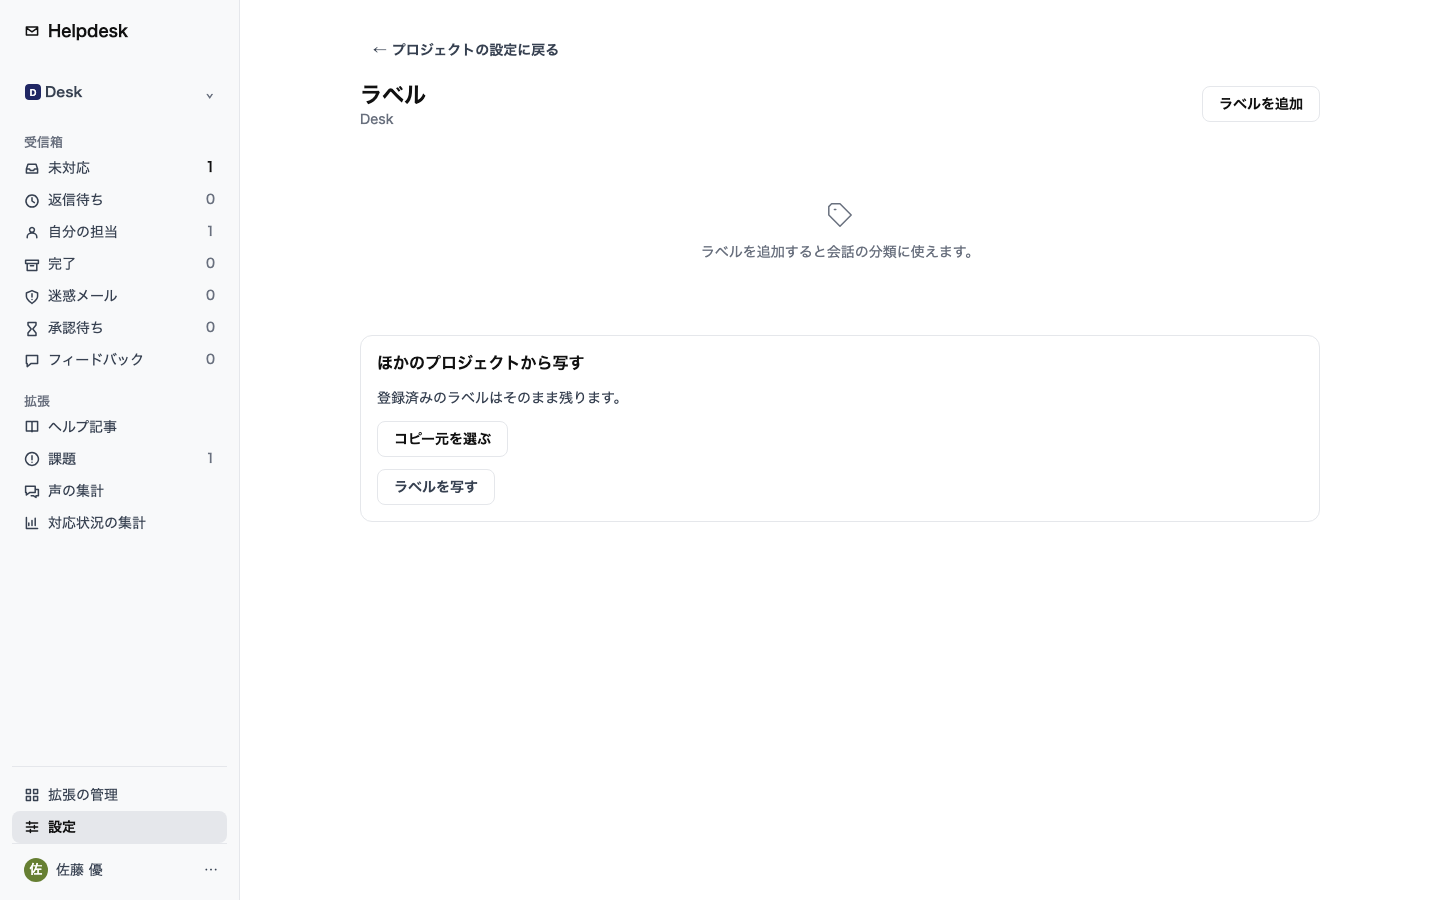 Helpdesk
D Desk
受信箱
未対応 1
返信待ち 0
自分の担当 1
完了 0
迷惑メール 0
承認待ち 0
フィードバック 0
拡張
ヘルプ記事
課題 1
声の集計
対応状況の集計
拡張の管理
設定
佐 佐藤 優 …
← プロジェクトの設定に戻る
ラベル
Desk
ラベルを追加
ラベルを追加すると会話の分類に使えます。
ほかのプロジェクトから写す
登録済みのラベルはそのまま残ります。
コピー元を選ぶ
ラベルを写す